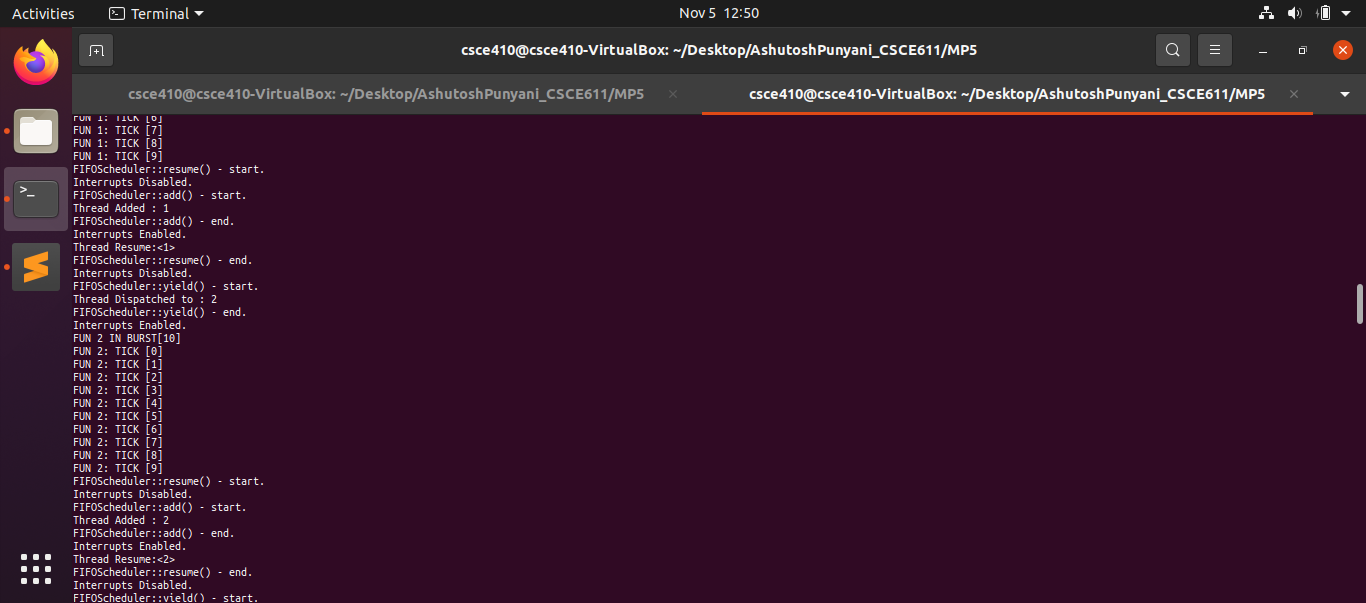 Activities
Terminal
Nov 5 12:50
csce410@csce410-VirtualBox: ~/Desktop/AshutoshPunyani_CSCE611/MP5
csce410@csce410-VirtualBox: ~/Desktop/AshutoshPunyani_CSCE611/MP5
csce410@csce410-VirtualBox: ~/Desktop/AshutoshPunyani_CSCE611/MP5
>_
FUN 1: TICK [6]
FUN 1: TICK [7]
FUN 1: TICK [8]
FUN 1: TICK [9]
FIFOScheduler::resume() - start.
Interrupts Disabled.
FIFOScheduler::add() - start.
Thread Added : 1
FIFOScheduler::add() - end.
Interrupts Enabled.
Thread Resume:<1>
FIFOScheduler::resume() - end.
Interrupts Disabled.
FIFOScheduler::yield() - start.
Thread Dispatched to : 2
FIFOScheduler::yield() - end.
Interrupts Enabled.
FUN 2 IN BURST[10]
FUN 2: TICK [0]
FUN 2: TICK [1]
FUN 2: TICK [2]
FUN 2: TICK [3]
FUN 2: TICK [4]
FUN 2: TICK [5]
FUN 2: TICK [6]
FUN 2: TICK [7]
FUN 2: TICK [8]
FUN 2: TICK [9]
FIFOScheduler::resume() - start.
Interrupts Disabled.
FIFOScheduler::add() - start.
Thread Added : 2
FIFOScheduler::add() - end.
Interrupts Enabled.
Thread Resume:<2>
FIFOScheduler::resume() - end.
Interrupts Disabled.
FIFOScheduler::yield() - start.